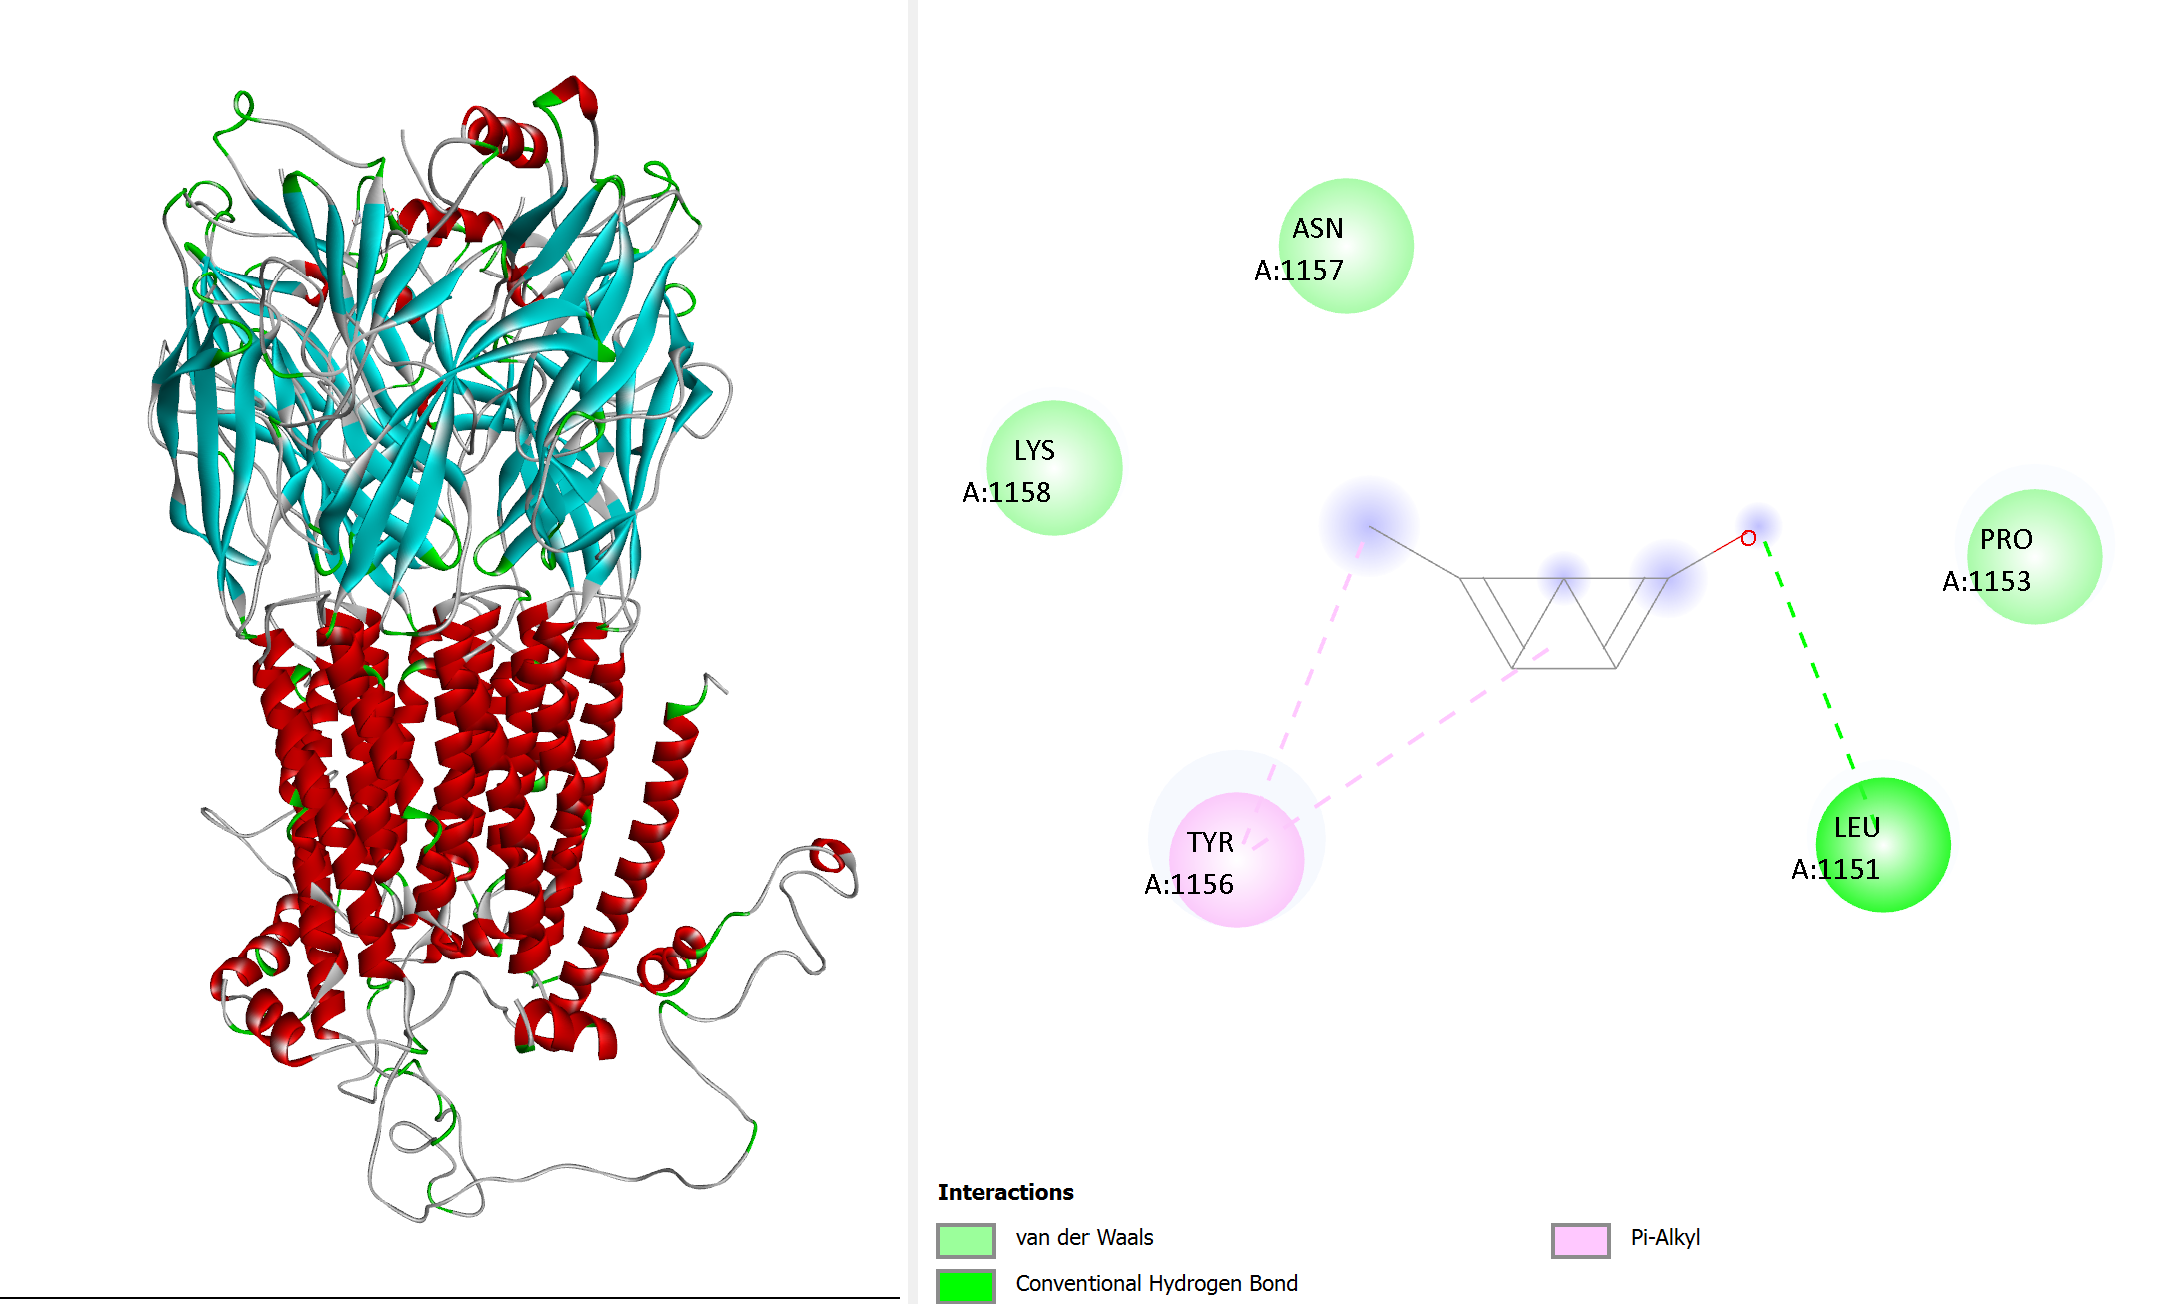 ASN
A:1157
LYS
A:1158
O
PRO
A:1153
TYR
A:1156
LEU
A:1151
Interactions
van der Waals
Conventional Hydrogen Bond
Pi-Alkyl